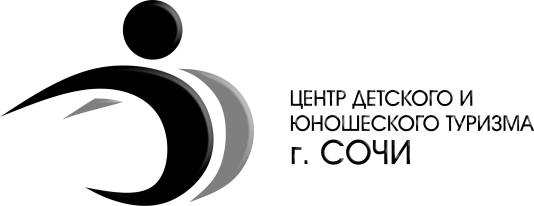 ЦЕНТР ДЕТСКОГО И
ЮНОШЕСКОГО ТУРИЗМА
г. СОЧИ